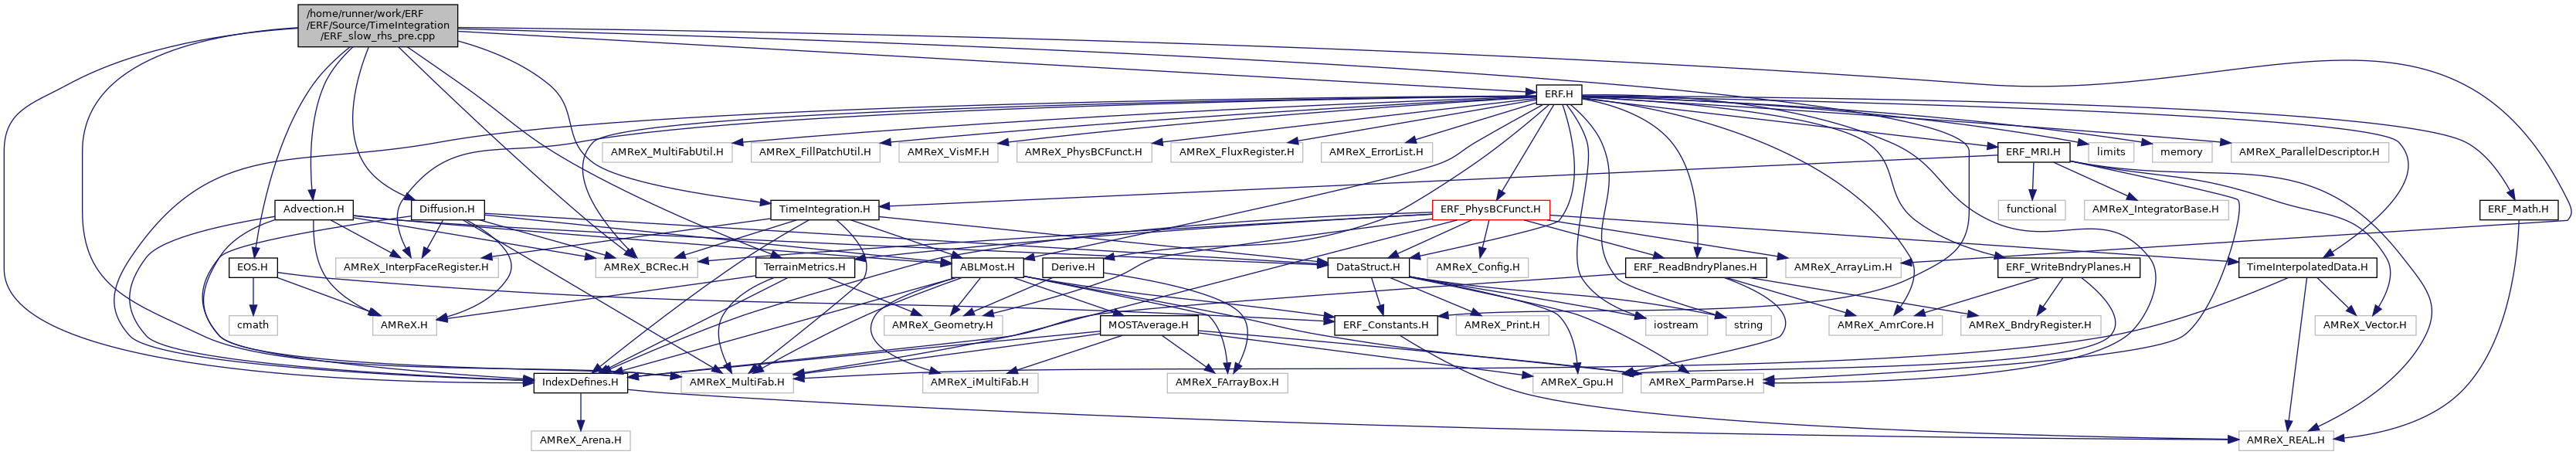 /home/runner/work/ERF
/ERF/Source/TimeIntegration
/ERF_slow_rhs_pre.cpp
ERF.H
AMReX_MultiFabUtil.H
AMReX_FillPatchUtil.H
AMReX_VisMF.H
AMReX_PhysBCFunct.H
AMReX_FluxRegister.H
AMReX_ErrorList.H
ERF_MRI.H
limits
memory
AMReX_ParallelDescriptor.H
Advection.H
Diffusion.H
TimeIntegration.H
ERF_PhysBCFunct.H
functional
AMReX_IntegratorBase.H
ERF_Math.H
EOS.H
AMReX_InterpFaceRegister.H
AMReX_BCRec.H
TerrainMetrics.H
ABLMost.H
Derive.H
DataStruct.H
AMReX_Config.H
ERF_ReadBndryPlanes.H
AMReX_ArrayLim.H
ERF_WriteBndryPlanes.H
TimeInterpolatedData.H
cmath
AMReX.H
AMReX_Geometry.H
MOSTAverage.H
ERF_Constants.H
AMReX_Print.H
iostream
string
AMReX_AmrCore.H
AMReX_BndryRegister.H
AMReX_Vector.H
IndexDefines.H
AMReX_MultiFab.H
AMReX_iMultiFab.H
AMReX_FArrayBox.H
AMReX_Gpu.H
AMReX_ParmParse.H
AMReX_Arena.H
AMReX_REAL.H